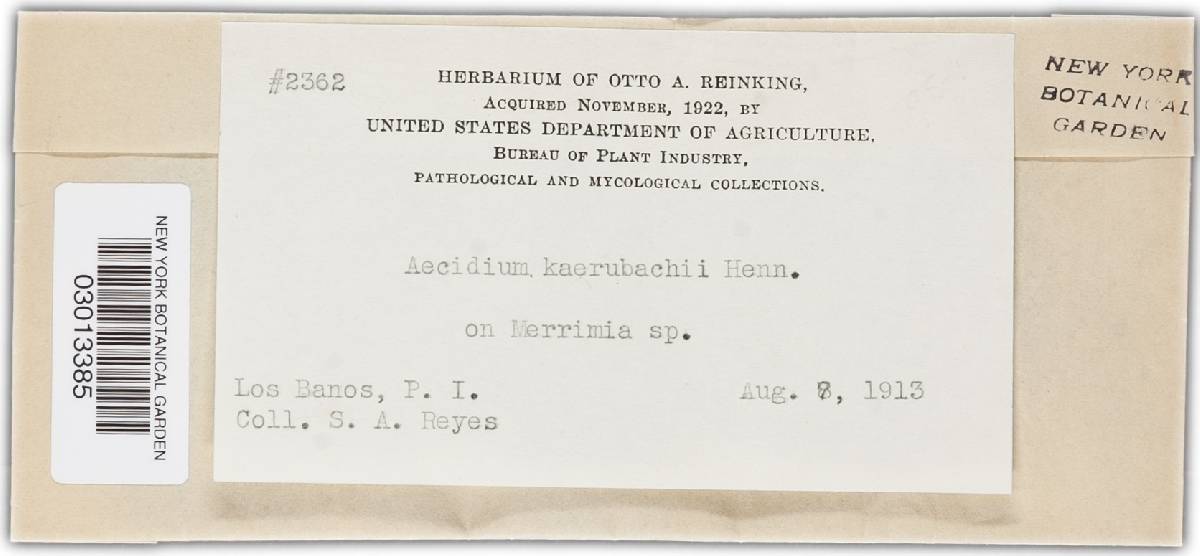 #2362
HERBARIUM OF OTTO A. REINKING,
ACQUIRED NOVEMBER, 1922, BY
UNITED STATES DEPARTMENT OF AGRICULTURE,
BUREAU OF PLANT INDUSTRY,
PATHOLOGICAL AND MYCOLOGICAL COLLECTIONS.
NEW YORK
BOTANICAL
GARDEN
Aecidium kaerubachii Henn.
on Merrimia sp.
Los Banos, P. I.
Aug. , 1913
Coll. S. A. Reyes
NEW YORK BOTANICAL GARDEN
03013385